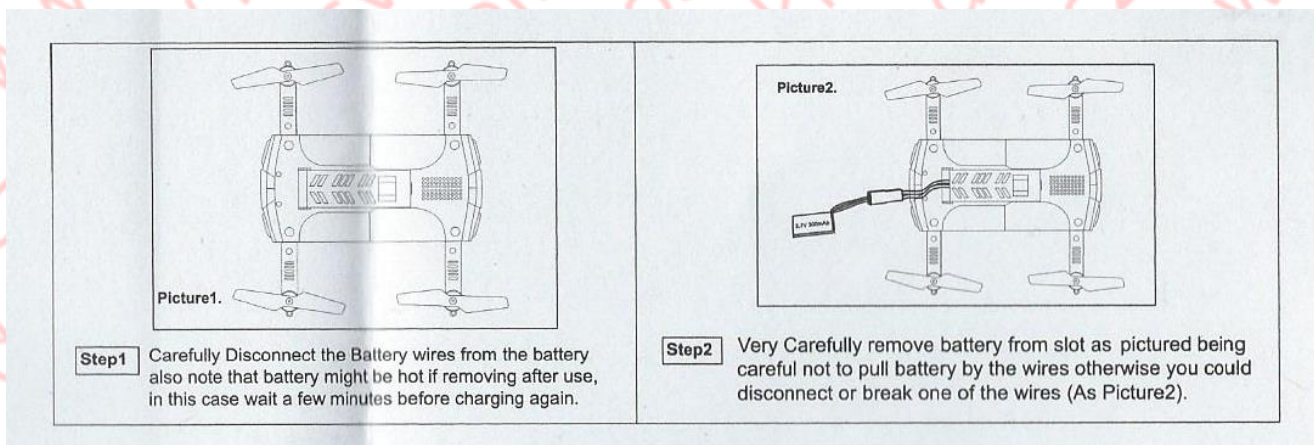 Picture1.
Step1
Carefully Disconnect the Battery wires from the battery
also note that battery might be hot if removing after use,
in this case wait a few minutes before charging again.
Picture2.
3.7V 300mAh
Step2
Very Carefully remove battery from slot as pictured being
careful not to pull battery by the wires otherwise you could
disconnect or break one of the wires (As Picture2).